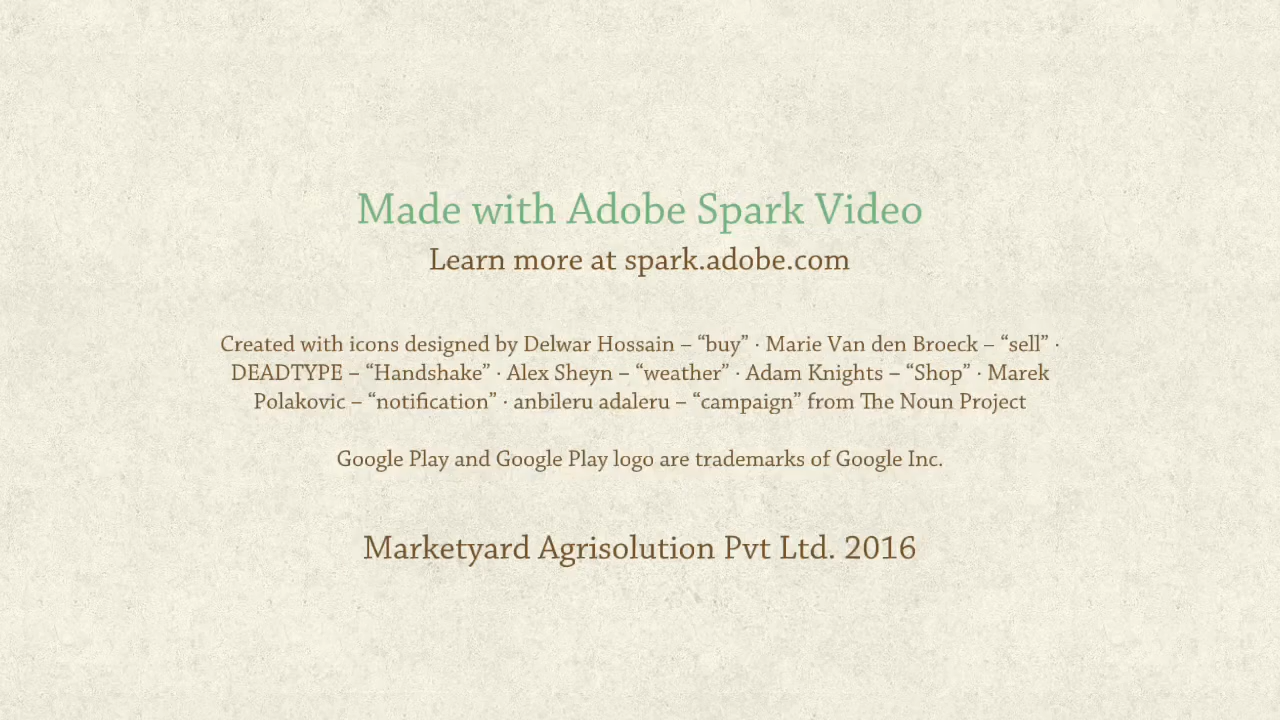 Made with Adobe Spark Video
Learn more at spark.adobe.com
Created with icons designed by Delwar Hossain – “buy” · Marie Van den Broeck – “sell” ·
DEADTYPE – “Handshake” · Alex Sheyn – “weather” · Adam Knights – “Shop” · Marek
Polakovic – “notification” · anbileru adaleru – “campaign” from The Noun Project
Google Play and Google Play logo are trademarks of Google Inc.
Marketyard Agrisolution Pvt Ltd. 2016